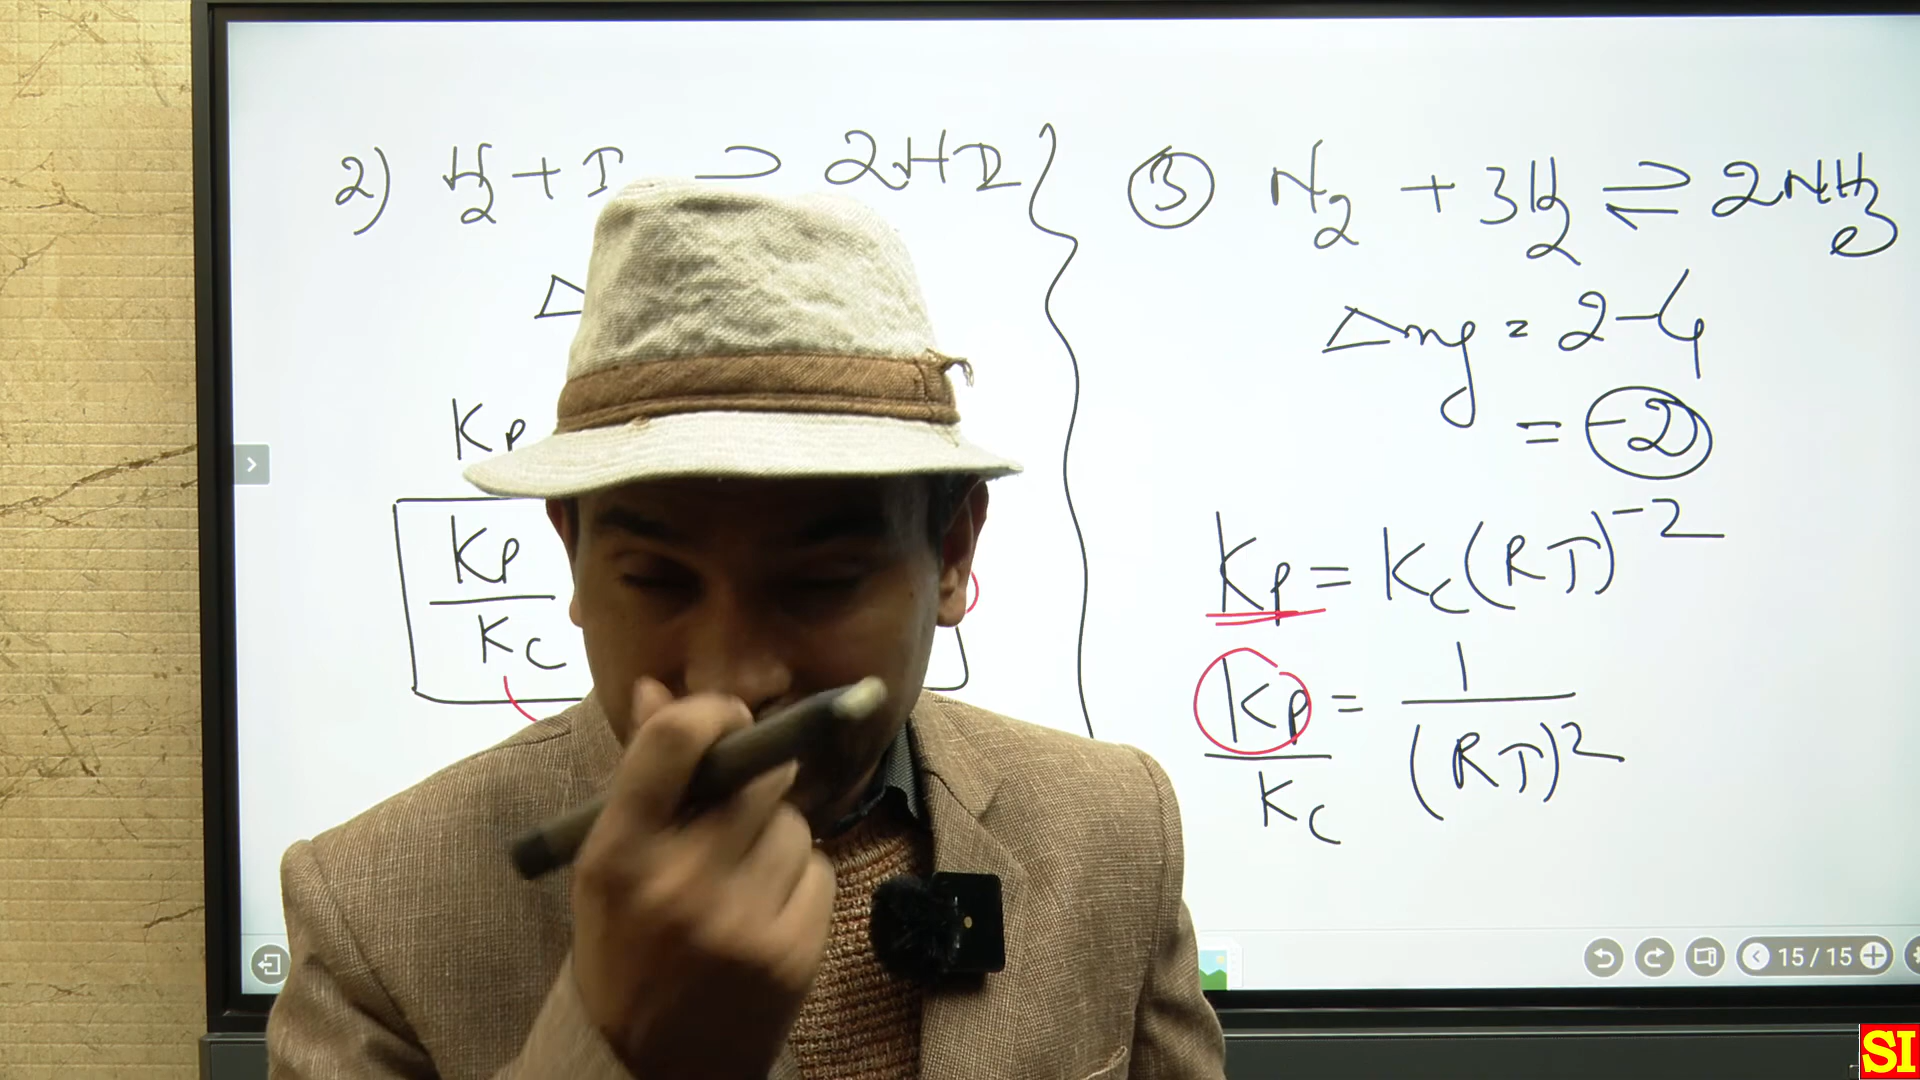 2) H₂ + I ⊃ 2HI
Δ
Kp
Kp
Kc
③ N₂ + 3H₂ ⇌ 2NH₃
Δng = 2-4
= -2
Kp = Kc(RT)⁻²
Kp/Kc = 1/(RT)²
15/15
SI